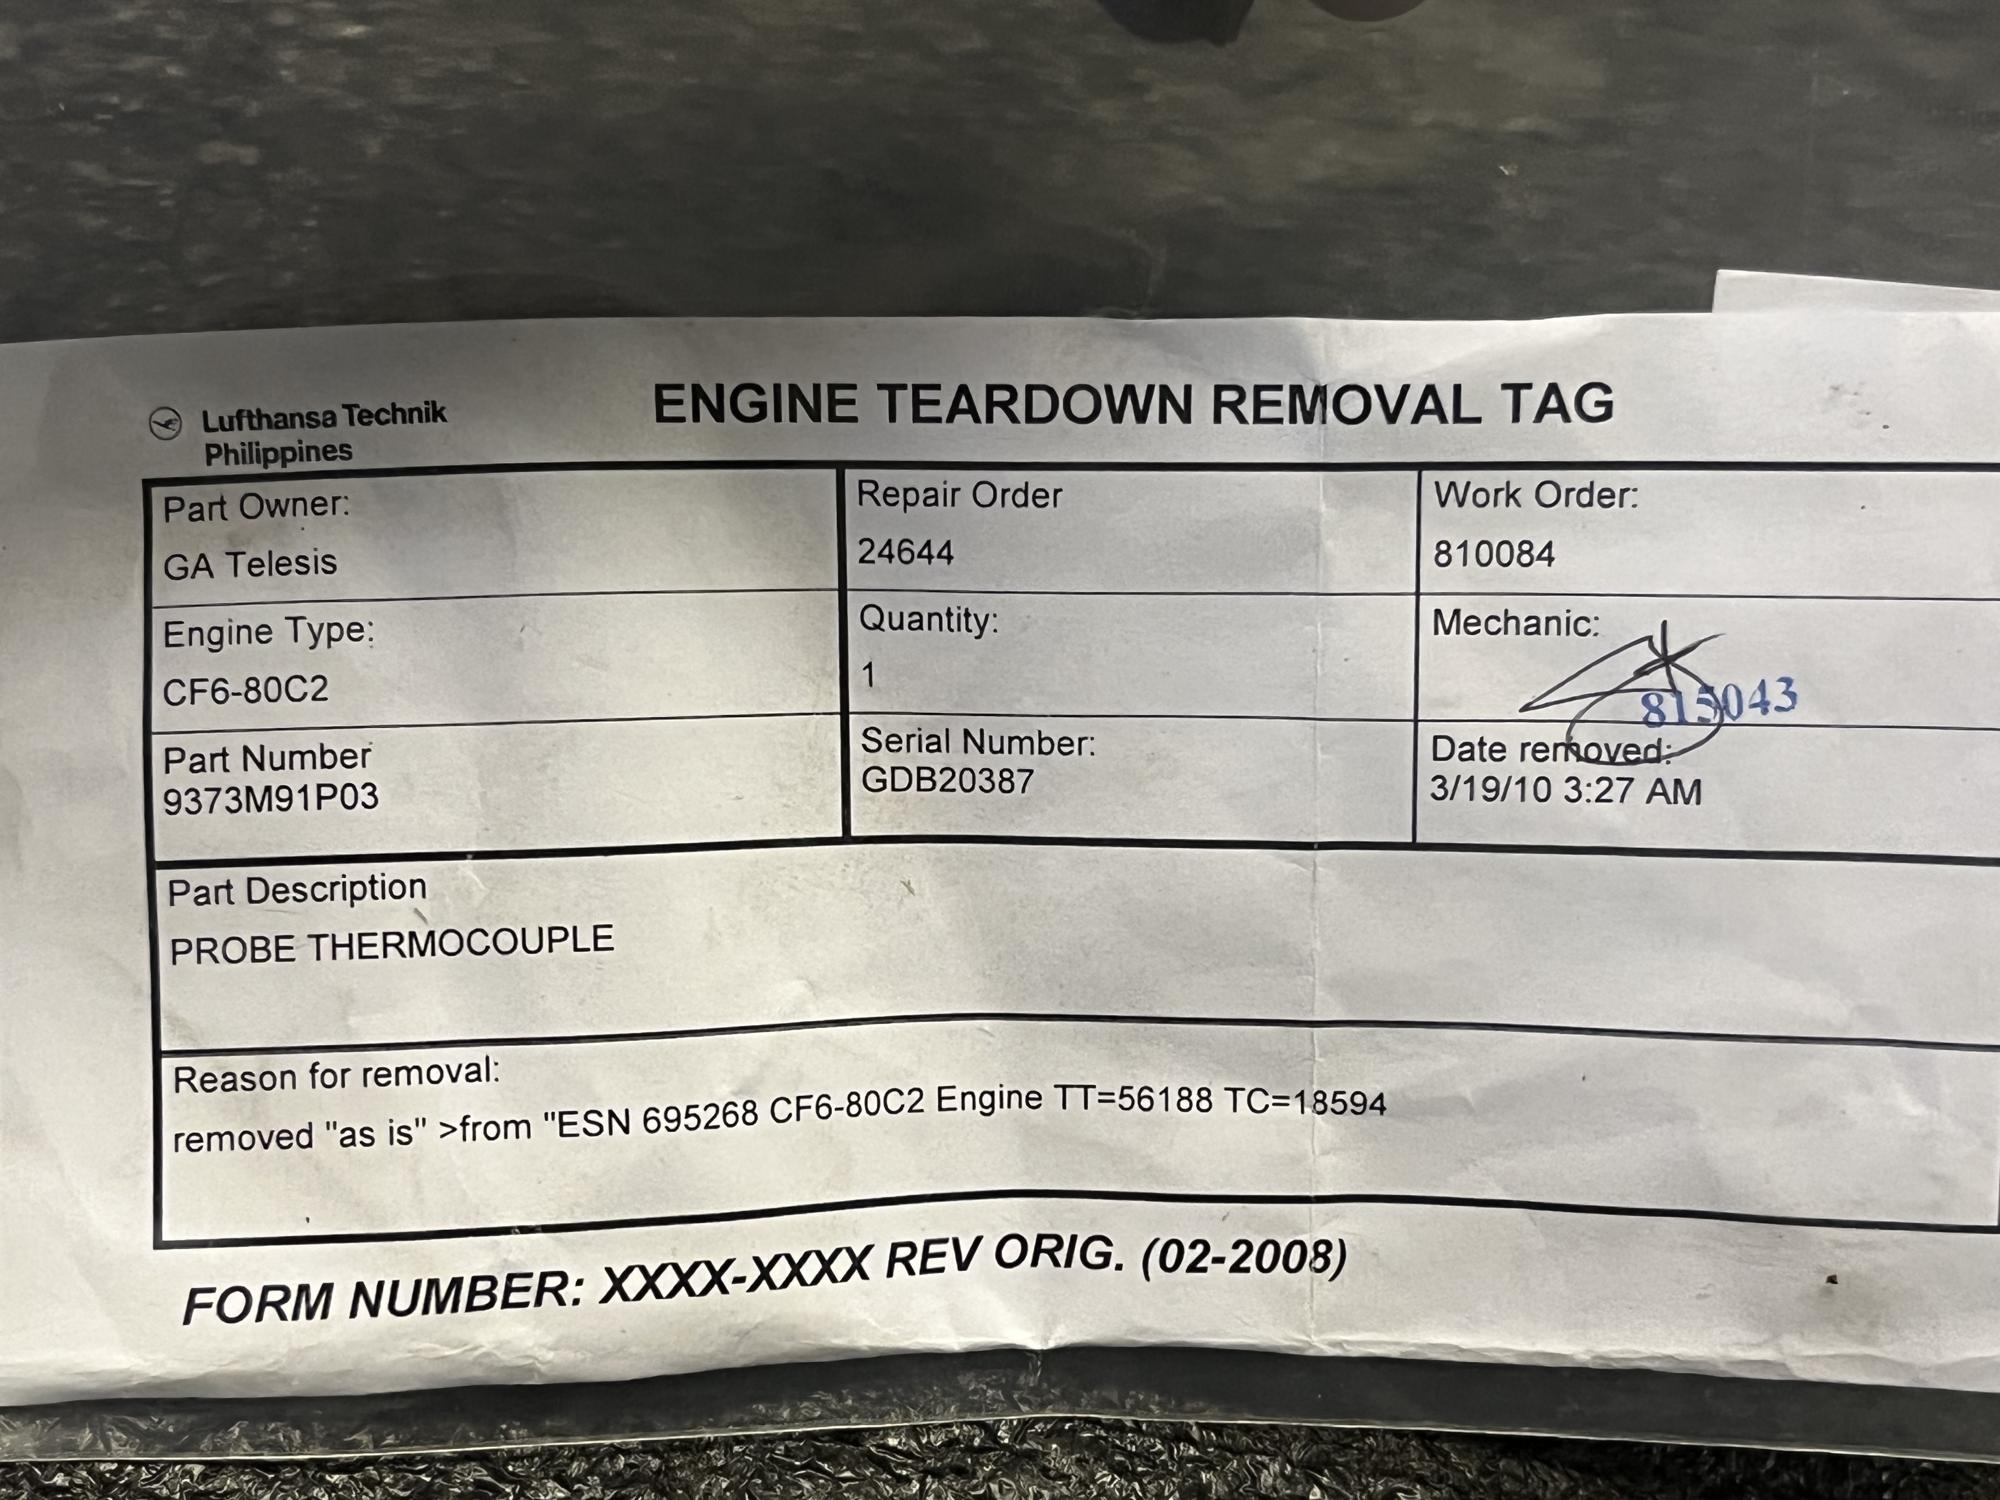 Lufthansa Technik
Philippines
ENGINE TEARDOWN REMOVAL TAG
Part Owner:
GA Telesis
Repair Order
24644
Work Order:
810084
Engine Type:
CF6-80C2
Quantity:
1
Mechanic:
815043
Part Number
9373M91P03
Serial Number:
GDB20387
Date removed:
3/19/10 3:27 AM
Part Description
PROBE THERMOCOUPLE
Reason for removal:
removed "as is" >from "ESN 695268 CF6-80C2 Engine TT=56188 TC=18594
FORM NUMBER: XXXX-XXXX REV ORIG. (02-2008)